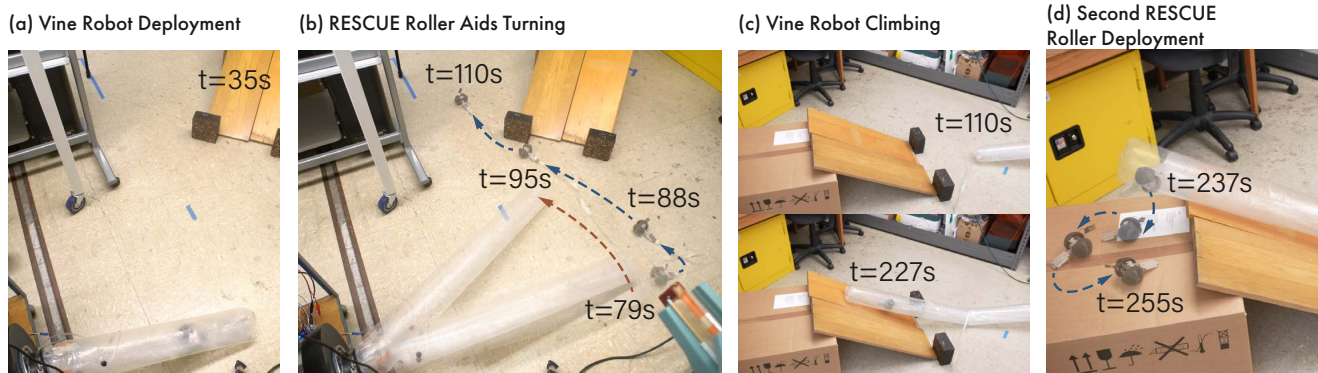 (a) Vine Robot Deployment
t=35s
(b) RESCUE Roller Aids Turning
t=110s
t=95s
t=88s
t=79s
(c) Vine Robot Climbing
t=110s
t=227s
(d) Second RESCUE
Roller Deployment
t=237s
t=255s